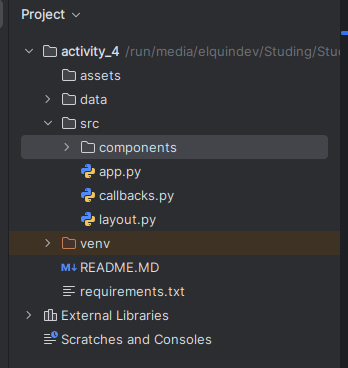 Project
activity_4 /run/media/elquindev/Studing/Stu
assets
data
src
components
app.py
callbacks.py
layout.py
venv
M↓ README.MD
requirements.txt
External Libraries
Scratches and Consoles